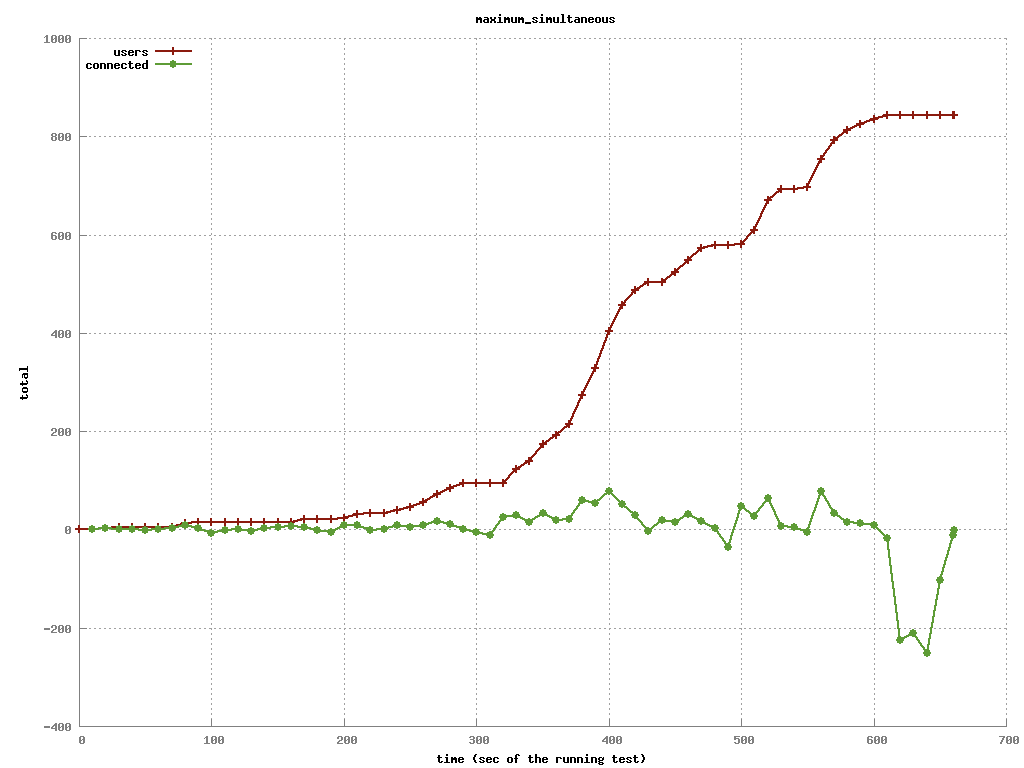 maximum_simultaneous
1000
users
connected
800
600
400
total
200
0
-200
-400
0 100 200 300 400 500 600 700
time (sec of the running test)